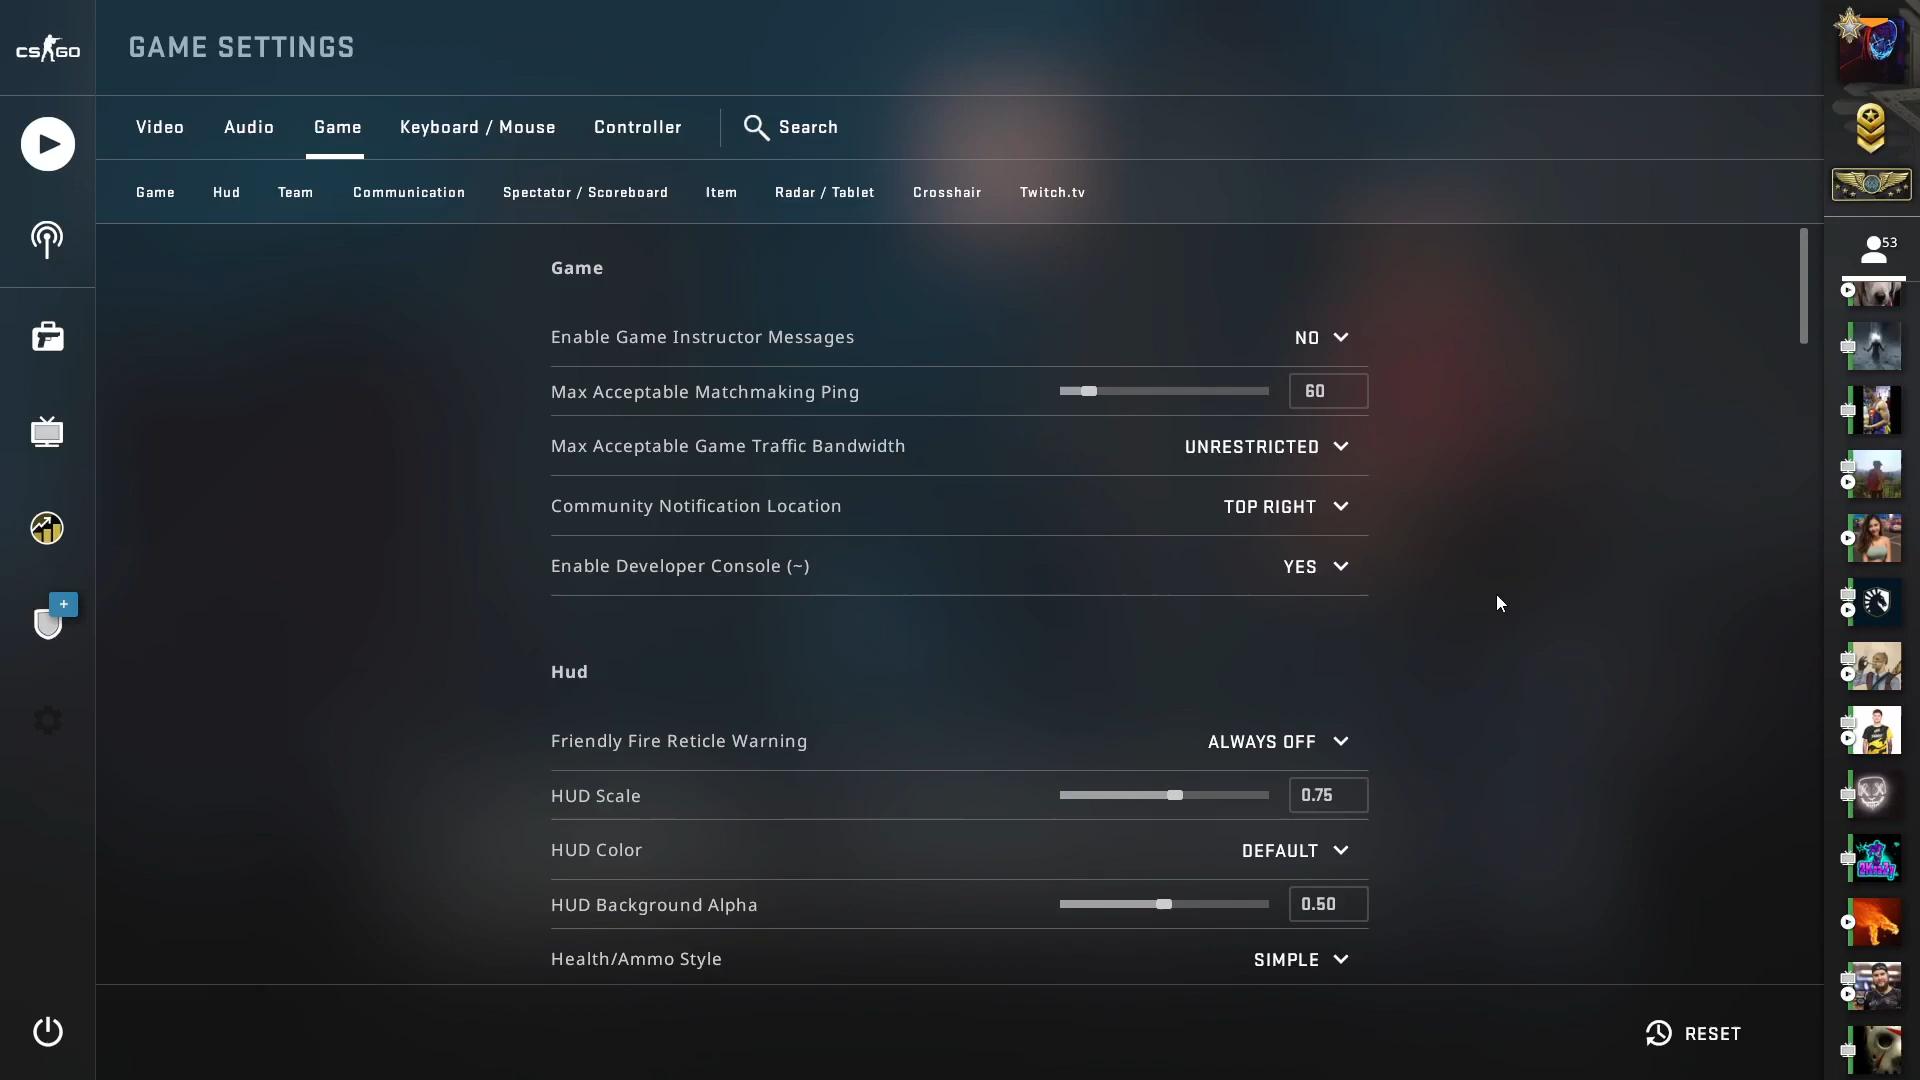 CS GO
GAME SETTINGS
Video Audio Game Keyboard / Mouse Controller Search
Game Hud Team Communication Spectator / Scoreboard Item Radar / Tablet Crosshair Twitch.tv
53
Game
Enable Game Instructor Messages NO
Max Acceptable Matchmaking Ping 60
Max Acceptable Game Traffic Bandwidth UNRESTRICTED
Community Notification Location TOP RIGHT
Enable Developer Console (~) YES
+
Hud
Friendly Fire Reticle Warning ALWAYS OFF
HUD Scale 0.75
HUD Color DEFAULT
HUD Background Alpha 0.50
Health/Ammo Style SIMPLE
RESET